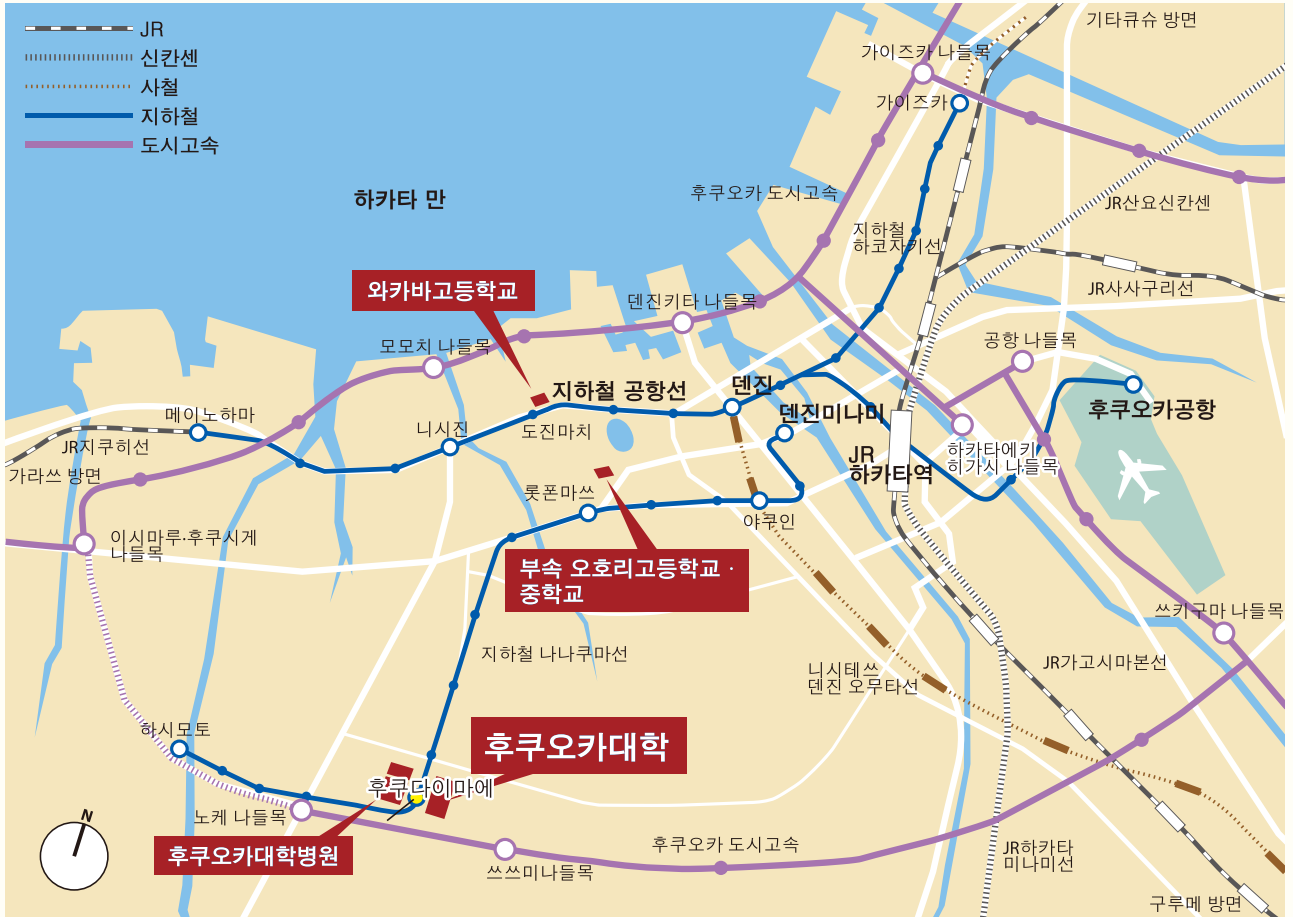 JR
신칸센
사철
지하철
도시고속
기타큐슈 방면
가이즈카 나들목
가이즈카
하카타 만
후쿠오카 도시고속
JR산요신칸센
지하철
하코자키선
와카바고등학교
JR사사구리선
덴진키타 나들목
모모치 나들목
공항 나들목
지하철 공항선
덴진
후쿠오카공항
메이노하마
덴진미나미
니시진
도진마치
JR지쿠히선
JR
하카타역
하카타에키
히가시 나들목
가라쓰 방면
롯폰마쓰
야쿠인
이시마루·후쿠시게
나들목
부속 오호리고등학교 ·
중학교
쓰키구마 나들목
지하철 나나쿠마선
니시테쓰
덴진 오무타선
JR가고시마본선
하시모토
후쿠오카대학
후쿠다이마에
노케 나들목
N
후쿠오카대학병원
후쿠오카 도시고속
쓰쓰미나들목
JR하카타
미나미선
구루메 방면